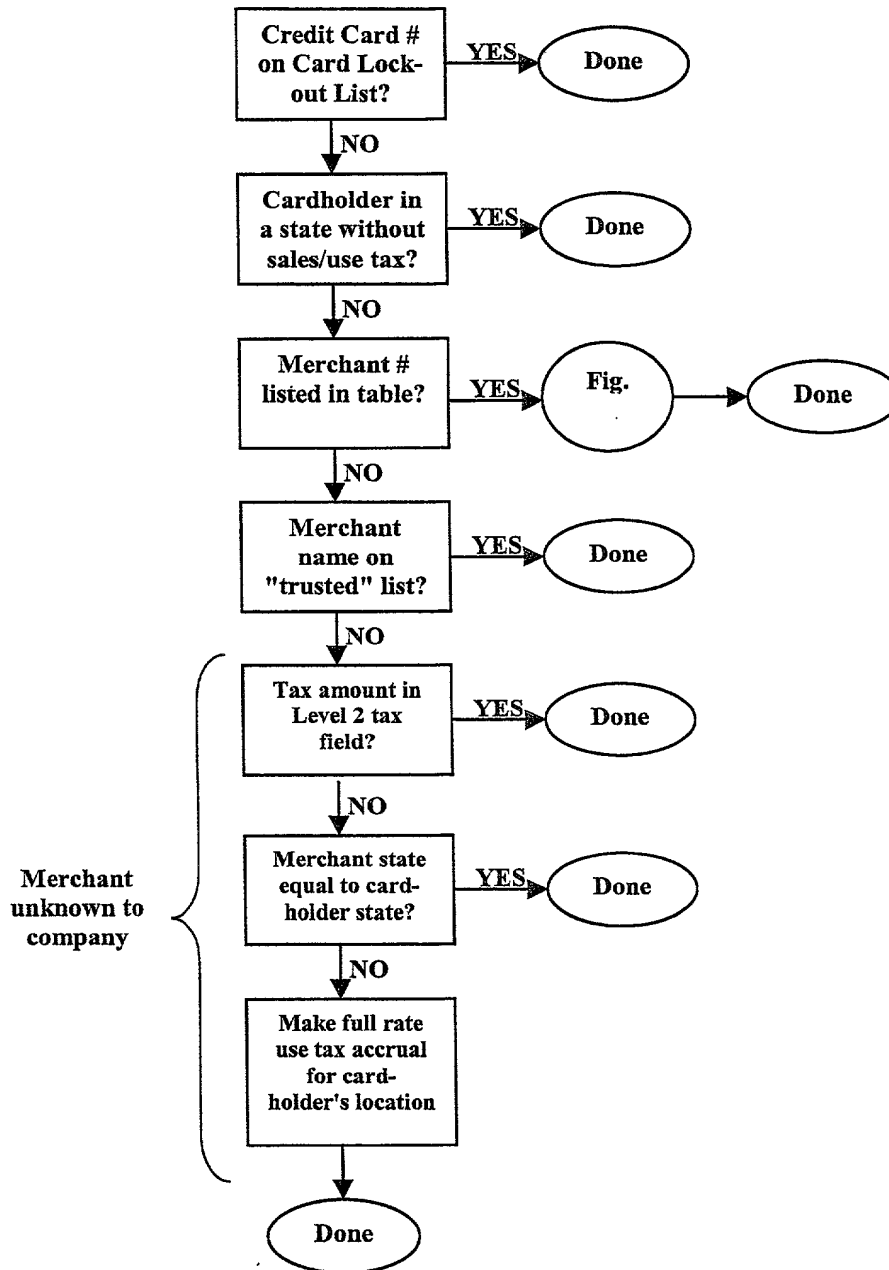 Credit Card #
on Card Lock-
out List?
YES
Done
NO
Cardholder in
a state without
sales/use tax?
YES
Done
NO
Merchant #
listed in table?
YES
Fig.
Done
NO
Merchant
name on
"trusted" list?
YES
Done
NO
Tax amount in
Level 2 tax
field?
YES
Done
NO
Merchant state
equal to card-
holder state?
YES
Done
Merchant
unknown to
company
NO
Make full rate
use tax accrual
for card-
holder's location
Done